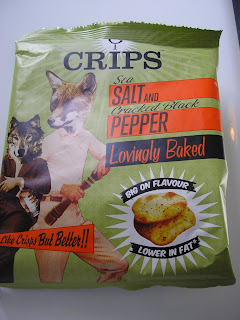 CRIPS
Sea
SALT AND
Cracked Black
PEPPER
Lovingly Baked
BIG ON FLAVOUR
LOWER IN FAT*
Like Crisps But Better!!